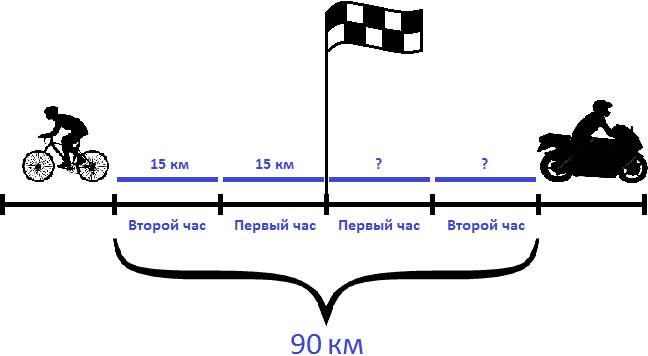 15 км 15 км ? ?
Второй час Первый час Первый час Второй час
90 км